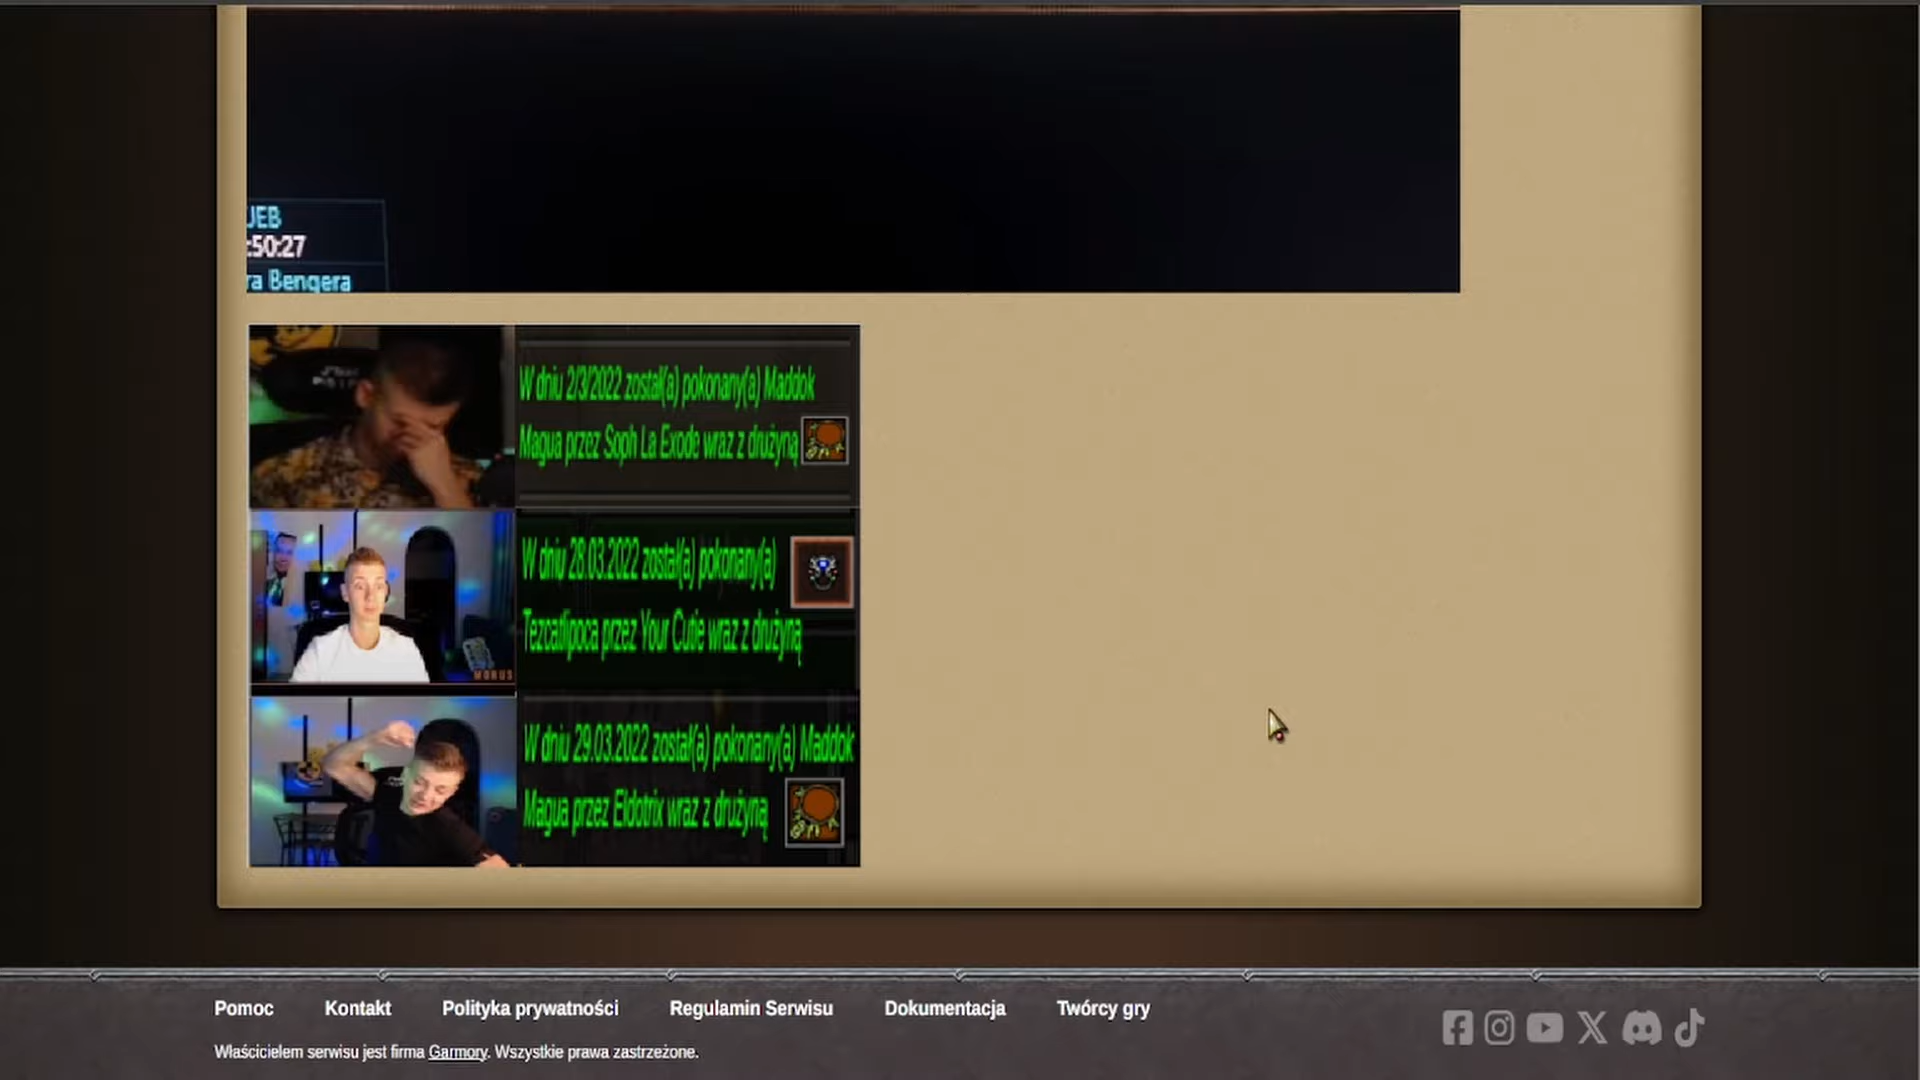 UEB
:50:27
ra Bengera
W dniu 2/3/2022 został(a) pokonany(a) Maddok
Magua przez Soph La Exode wraz z drużyną
W dniu 28.03.2022 został(a) pokonany(a)
Tezcatlipoca przez Your Cutie wraz z drużyną
MORUS
W dniu 29.03.2022 został(a) pokonany(a) Maddok
Magua przez Eldotrix wraz z drużyną
Pomoc Kontakt Polityka prywatności Regulamin Serwisu Dokumentacja Twórcy gry
Właścicielem serwisu jest firma Garmory. Wszystkie prawa zastrzeżone.